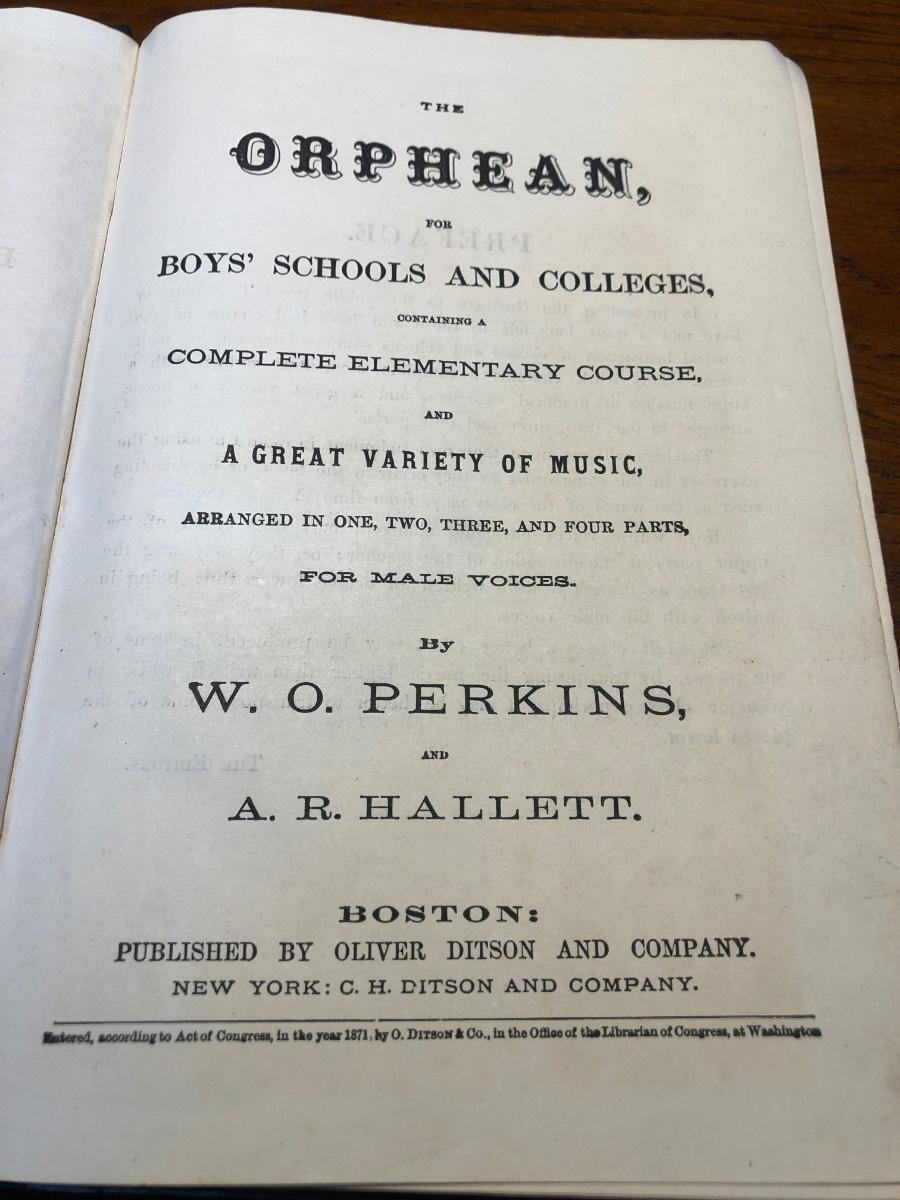 THE
ORPHEAN,
FOR
BOYS' SCHOOLS AND COLLEGES,
CONTAINING A
COMPLETE ELEMENTARY COURSE,
AND
A GREAT VARIETY OF MUSIC,
ARRANGED IN ONE, TWO, THREE, AND FOUR PARTS,
FOR MALE VOICES.
By
W. O. PERKINS,
AND
A. R. HALLETT.
BOSTON:
PUBLISHED BY OLIVER DITSON AND COMPANY.
NEW YORK: C. H. DITSON AND COMPANY.
Entered, according to Act of Congress, in the year 1871, by O. DITSON & Co., in the Office of the Librarian of Congress, at Washington